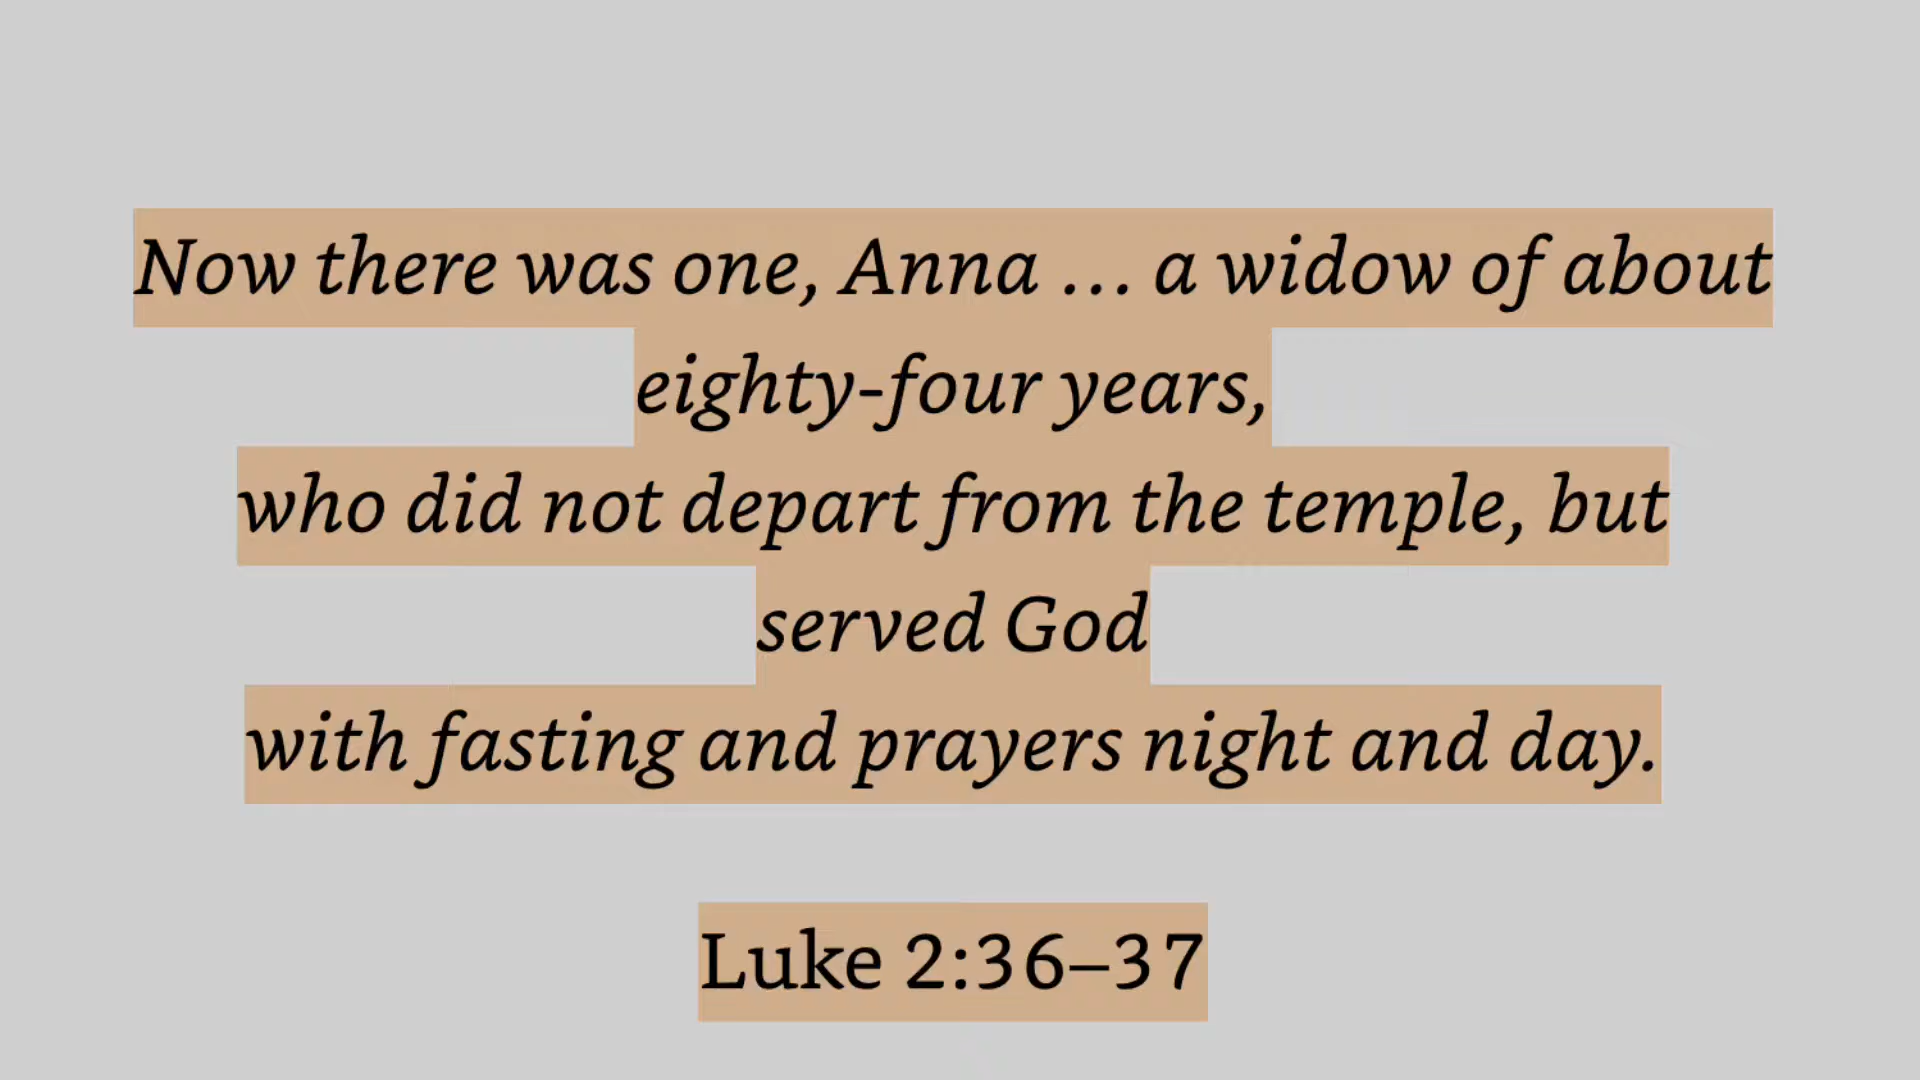 Now there was one, Anna … a widow of about
eighty-four years,
who did not depart from the temple, but
served God
with fasting and prayers night and day.
Luke 2:36–37